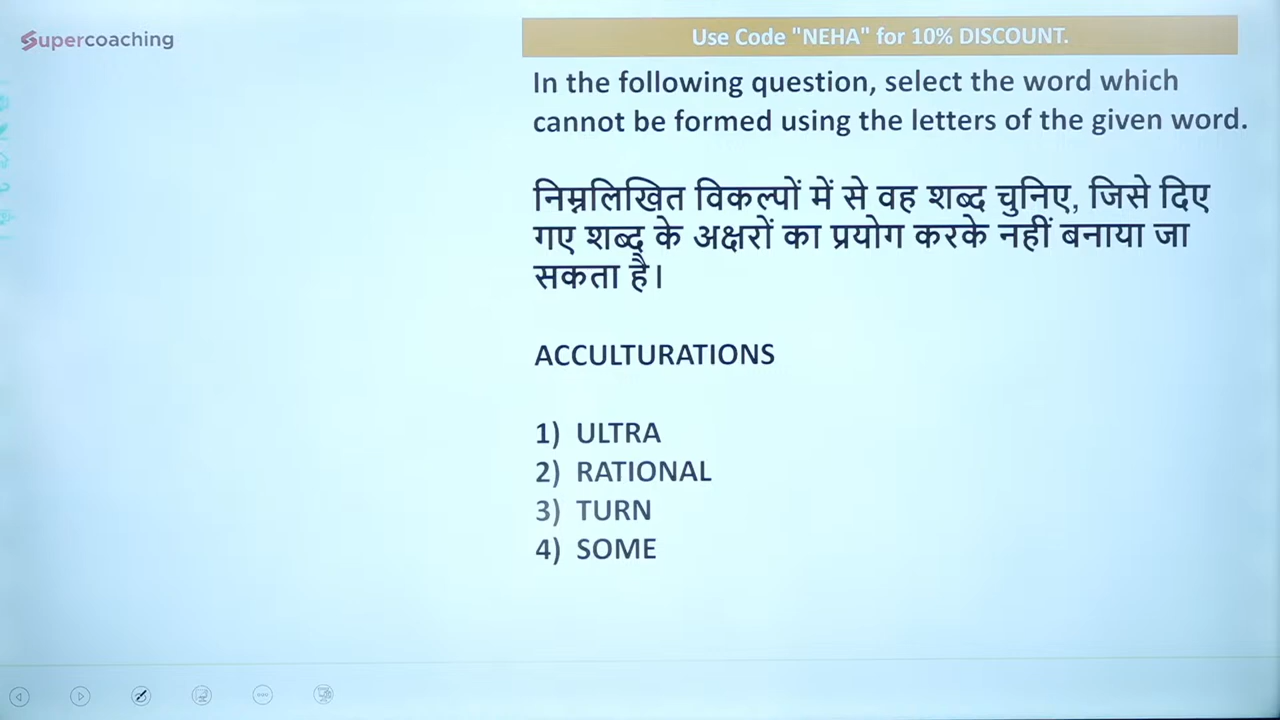 Supercoaching
Use Code "NEHA" for 10% DISCOUNT.
In the following question, select the word which
cannot be formed using the letters of the given word.
निम्नलिखित विकल्पों में से वह शब्द चुनिए, जिसे दिए
गए शब्द के अक्षरों का प्रयोग करके नहीं बनाया जा
सकता है।
ACCULTURATIONS
1) ULTRA
2) RATIONAL
3) TURN
4) SOME